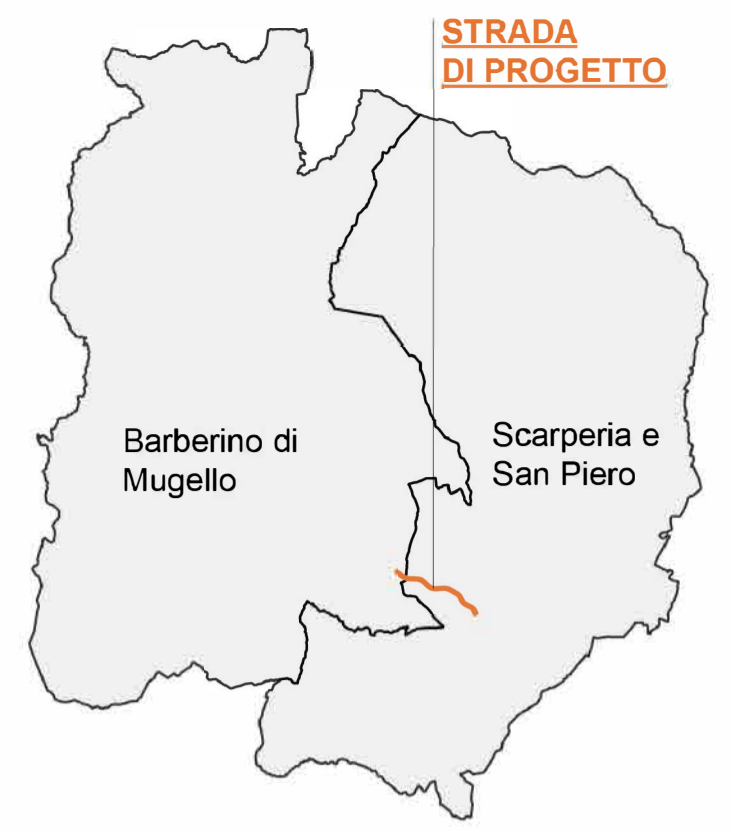 STRADA
DI PROGETTO
Barberino di
Mugello
Scarperia e
San Piero